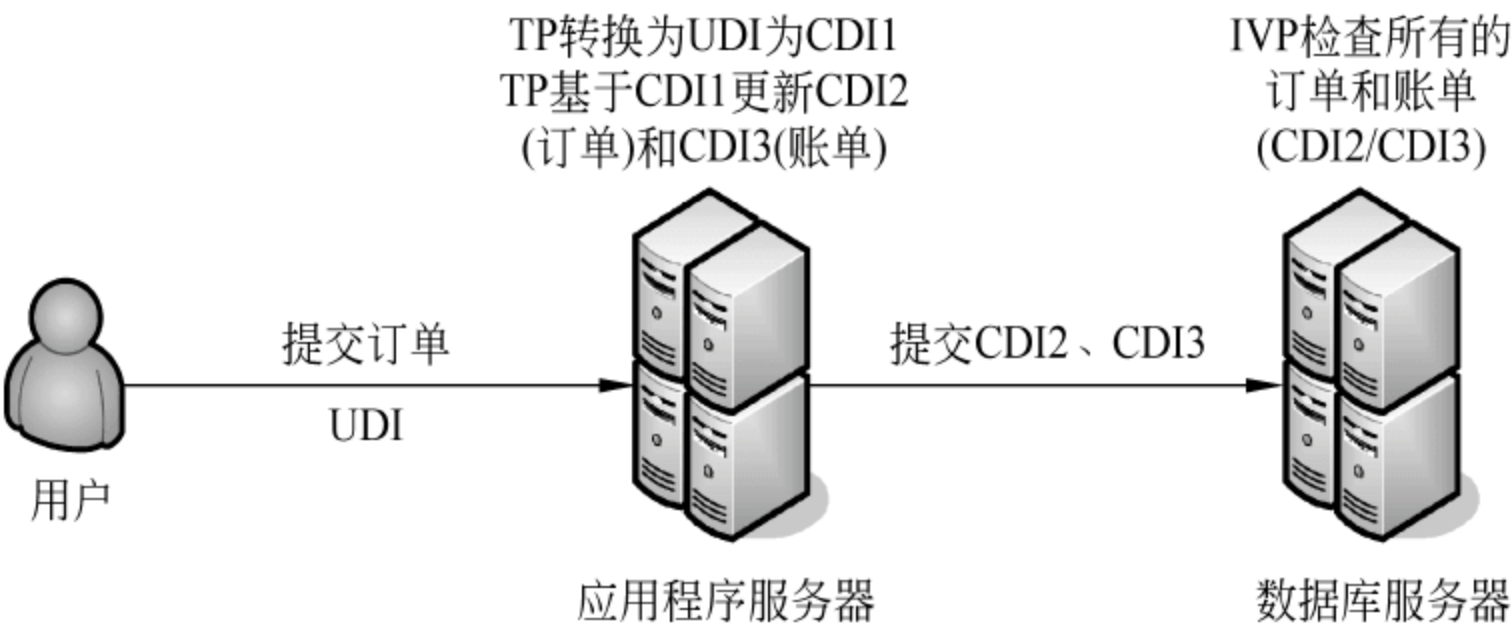 TP转换为UDI为CDI1
TP基于CDI1更新CDI2
(订单)和CDI3(账单)
IVP检查所有的
订单和账单
(CDI2/CDI3)
提交订单
UDI
提交CDI2、CDI3
用户
应用程序服务器
数据库服务器